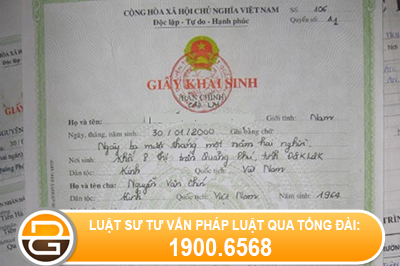 CỘNG HÒA XÃ HỘI CHỦ NGHĨA VIỆT NAM
Độc lập - Tự do - Hạnh phúc
Số 106
Quyển số A1
GIẤY KHAI SINH
BẢN CHÍNH
Họ và tên: Giới tính: Nam
Ngày, tháng, năm sinh: 30/01/2000 Ghi bằng chữ:
Ngày ba mươi tháng một năm hai nghìn.
Nơi sinh: Khối 8 thị trấn Quảng Phú, tỉnh ĐăkLăk
Dân tộc: Kinh Quốc tịch: Việt Nam
Họ và tên cha: Nguyễn Văn
Dân tộc: Kinh Quốc tịch: Việt Nam Năm sinh: 1964
LUẬT SƯ TƯ VẤN PHÁP LUẬT QUA TỔNG ĐÀI:
1900.6568